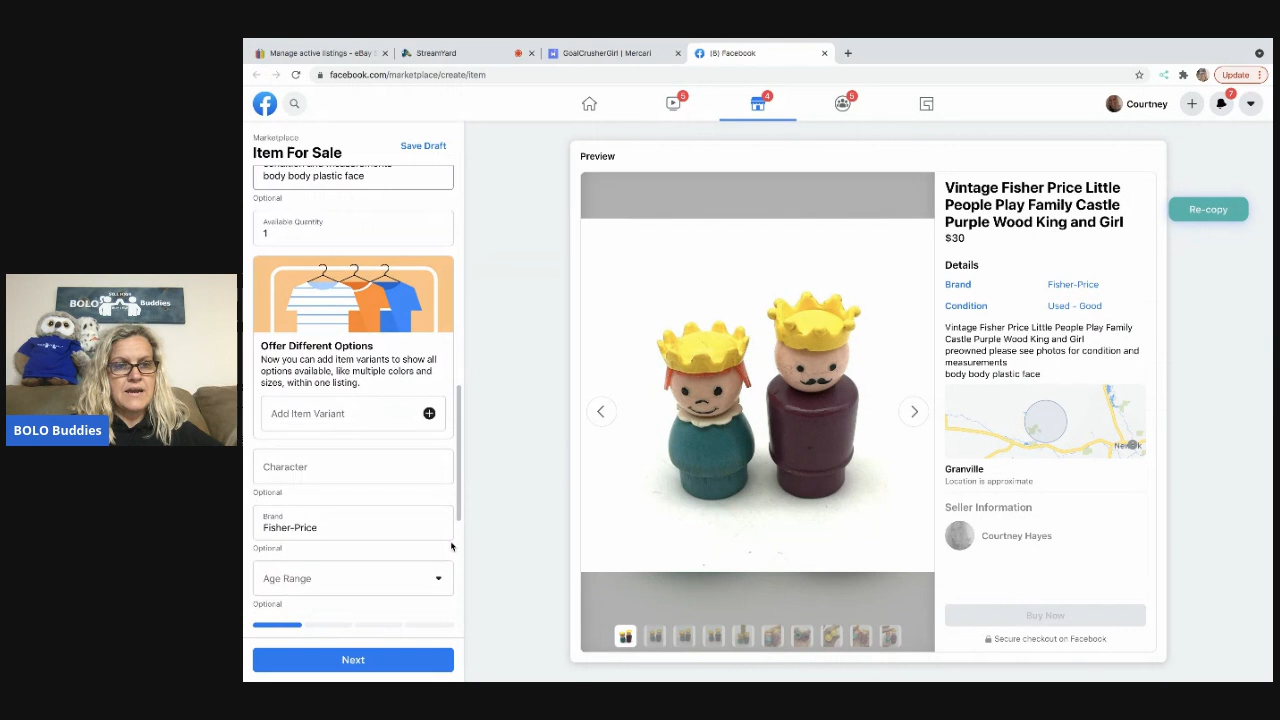 Manage active listings - eBay
StreamYard
GoalCrusherGirl | Mercari
Facebook
facebook.com/marketplace/create/item
Update
6
4
5
Courtney
7
Marketplace
Item For Sale
Save Draft
body body plastic face
Optional
Available Quantity
1
Offer Different Options
Now you can add item variants to show all
options available, like multiple colors and
sizes, within one listing.
Add Item Variant
Character
Optional
Brand
Fisher-Price
Optional
Age Range
Optional
Next
Preview
Vintage Fisher Price Little
People Play Family Castle
Purple Wood King and Girl
$30
Details
Brand Fisher-Price
Condition Used - Good
Vintage Fisher Price Little People Play Family
Castle Purple Wood King and Girl
preowned please see photos for condition and
measurements
body body plastic face
Granville
Location is approximate
Seller Information
Courtney Hayes
Buy Now
Secure checkout on Facebook
Re-copy
BOLO Buddies
BOLO Buddies